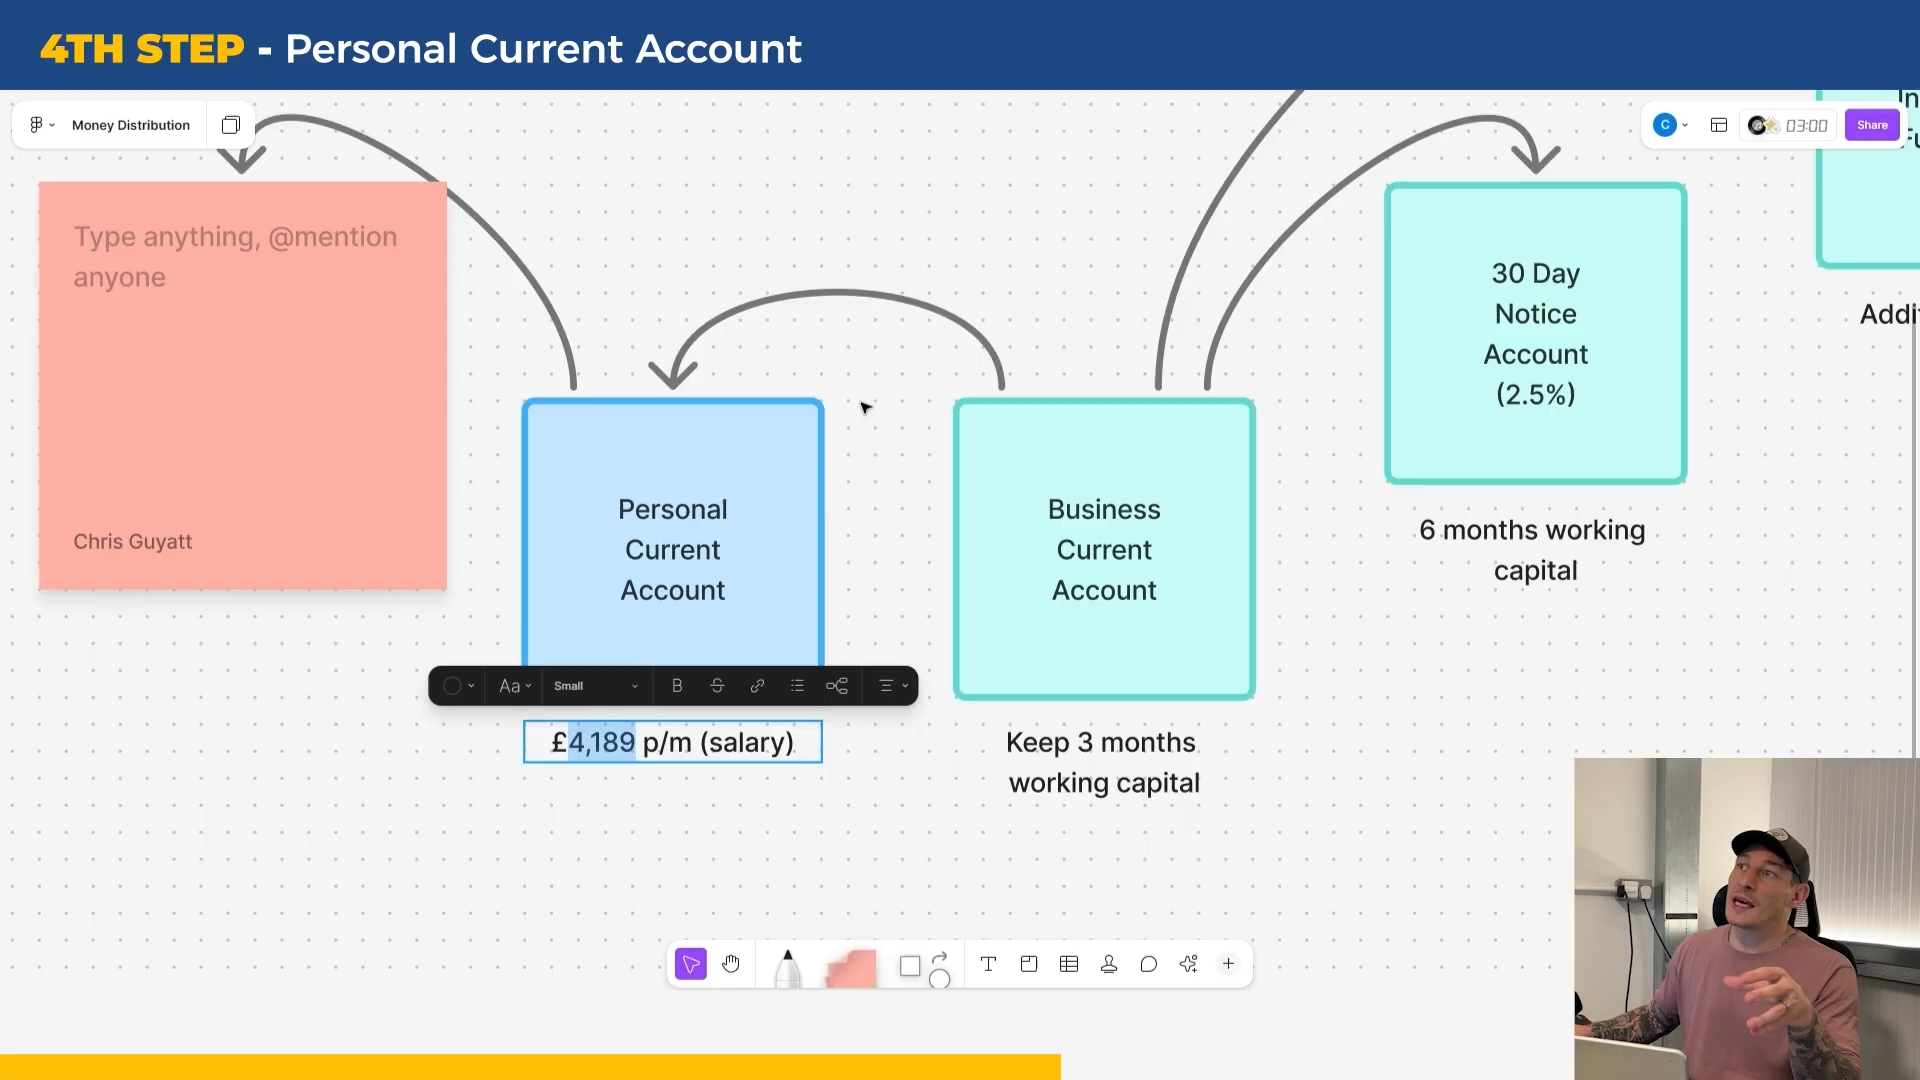 4TH STEP - Personal Current Account
Money Distribution
C
03:00
Share
Type anything, @mention
anyone
Chris Guyatt
Personal
Current
Account
Aa
Small
B
S
£4,189 p/m (salary)
Business
Current
Account
Keep 3 months
working capital
30 Day
Notice
Account
(2.5%)
6 months working
capital
T